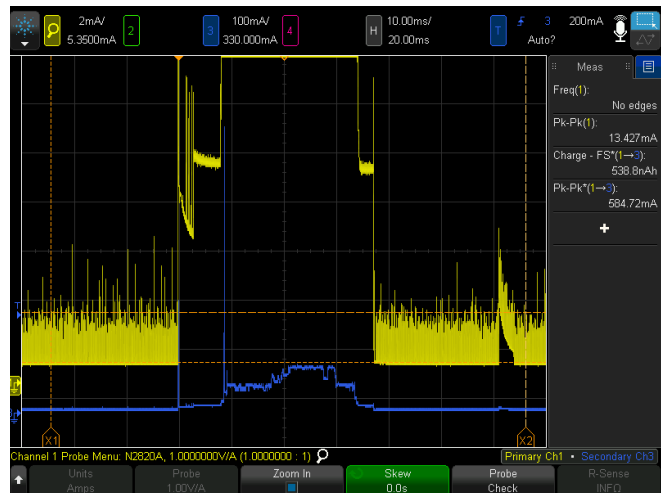 2mA/
5.3500mA
2
3
100mA/
330.000mA
4
H
10.00ms/
20.00ms
T
3
200mA
Auto?
Meas
Freq(1):
No edges
Pk-Pk(1):
13.427mA
Charge - FS*(1→3):
538.8nAh
Pk-Pk*(1→3):
584.72mA
+
T
X1
X2
Channel 1 Probe Menu: N2820A, 1.0000000V/A (1.0000000 : 1)
Primary Ch1 • Secondary Ch3
Units
Amps
Probe
1.00V/A
Zoom In
Skew
0.0s
Probe
Check
R-Sense
INFO